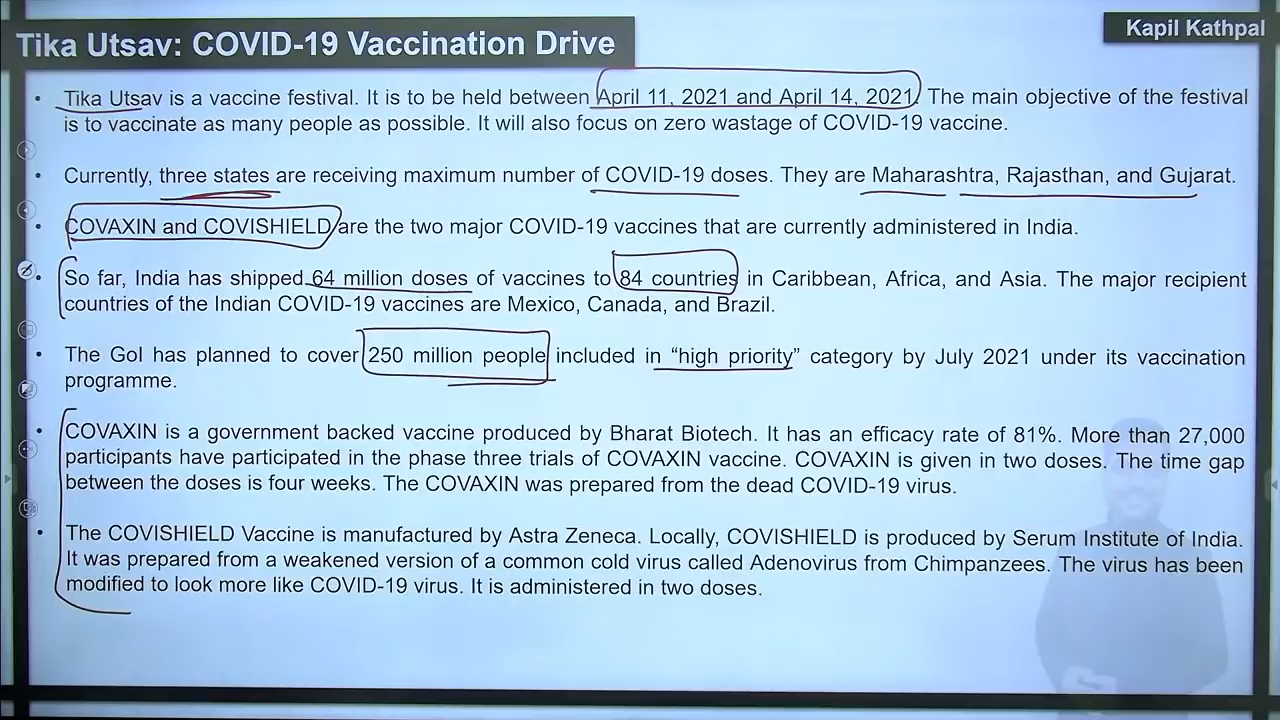 Tika Utsav: COVID-19 Vaccination Drive
Kapil Kathpal
• Tika Utsav is a vaccine festival. It is to be held between April 11, 2021 and April 14, 2021. The main objective of the festival
is to vaccinate as many people as possible. It will also focus on zero wastage of COVID-19 vaccine.
• Currently, three states are receiving maximum number of COVID-19 doses. They are Maharashtra, Rajasthan, and Gujarat.
• COVAXIN and COVISHIELD are the two major COVID-19 vaccines that are currently administered in India.
• So far, India has shipped 64 million doses of vaccines to 84 countries in Caribbean, Africa, and Asia. The major recipient
countries of the Indian COVID-19 vaccines are Mexico, Canada, and Brazil.
• The GoI has planned to cover 250 million people included in “high priority” category by July 2021 under its vaccination
programme.
• COVAXIN is a government backed vaccine produced by Bharat Biotech. It has an efficacy rate of 81%. More than 27,000
participants have participated in the phase three trials of COVAXIN vaccine. COVAXIN is given in two doses. The time gap
between the doses is four weeks. The COVAXIN was prepared from the dead COVID-19 virus.
• The COVISHIELD Vaccine is manufactured by Astra Zeneca. Locally, COVISHIELD is produced by Serum Institute of India.
It was prepared from a weakened version of a common cold virus called Adenovirus from Chimpanzees. The virus has been
modified to look more like COVID-19 virus. It is administered in two doses.